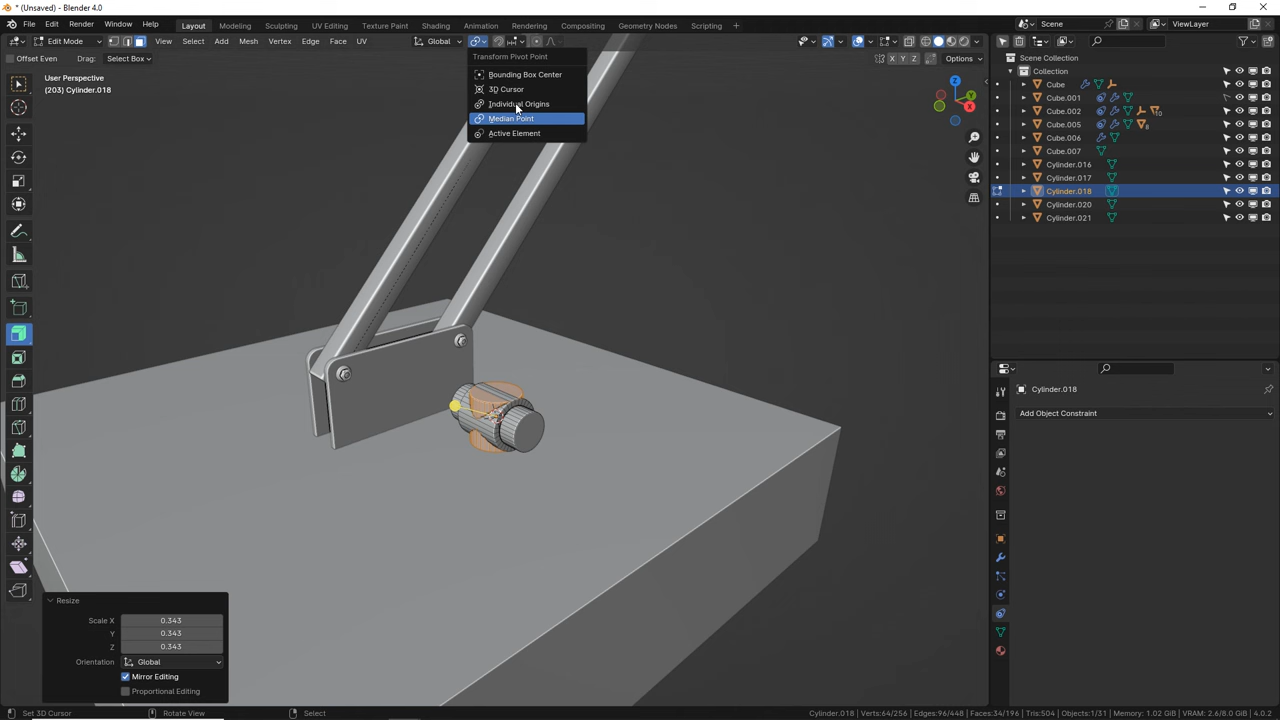 * (Unsaved) - Blender 4.0
File Edit Render Window Help Layout Modeling Sculpting UV Editing Texture Paint Shading Animation Rendering Compositing Geometry Nodes Scripting + Scene ViewLayer
Edit Mode View Select Add Mesh Vertex Edge Face UV Global
Offset Even Drag: Select Box X Y Z Options
Transform Pivot Point
Bounding Box Center
3D Cursor
Individual Origins
Median Point
Active Element
User Perspective
(203) Cylinder.018
Z
X
Scene Collection
Collection
Cube
Cube.001
Cube.002 10
Cube.005 8
Cube.006
Cube.007
Cylinder.016
Cylinder.017
Cylinder.018
Cylinder.020
Cylinder.021
Cylinder.018
Add Object Constraint
Resize
Scale X 0.343
Y 0.343
Z 0.343
Orientation Global
Mirror Editing
Proportional Editing
Set 3D Cursor Rotate View Select Cylinder.018 | Verts:64/256 | Edges:96/448 | Faces:34/196 | Tris:504 | Objects:1/31 | Memory: 1.02 GiB | VRAM: 2.6/8.0 GiB | 4.0.2